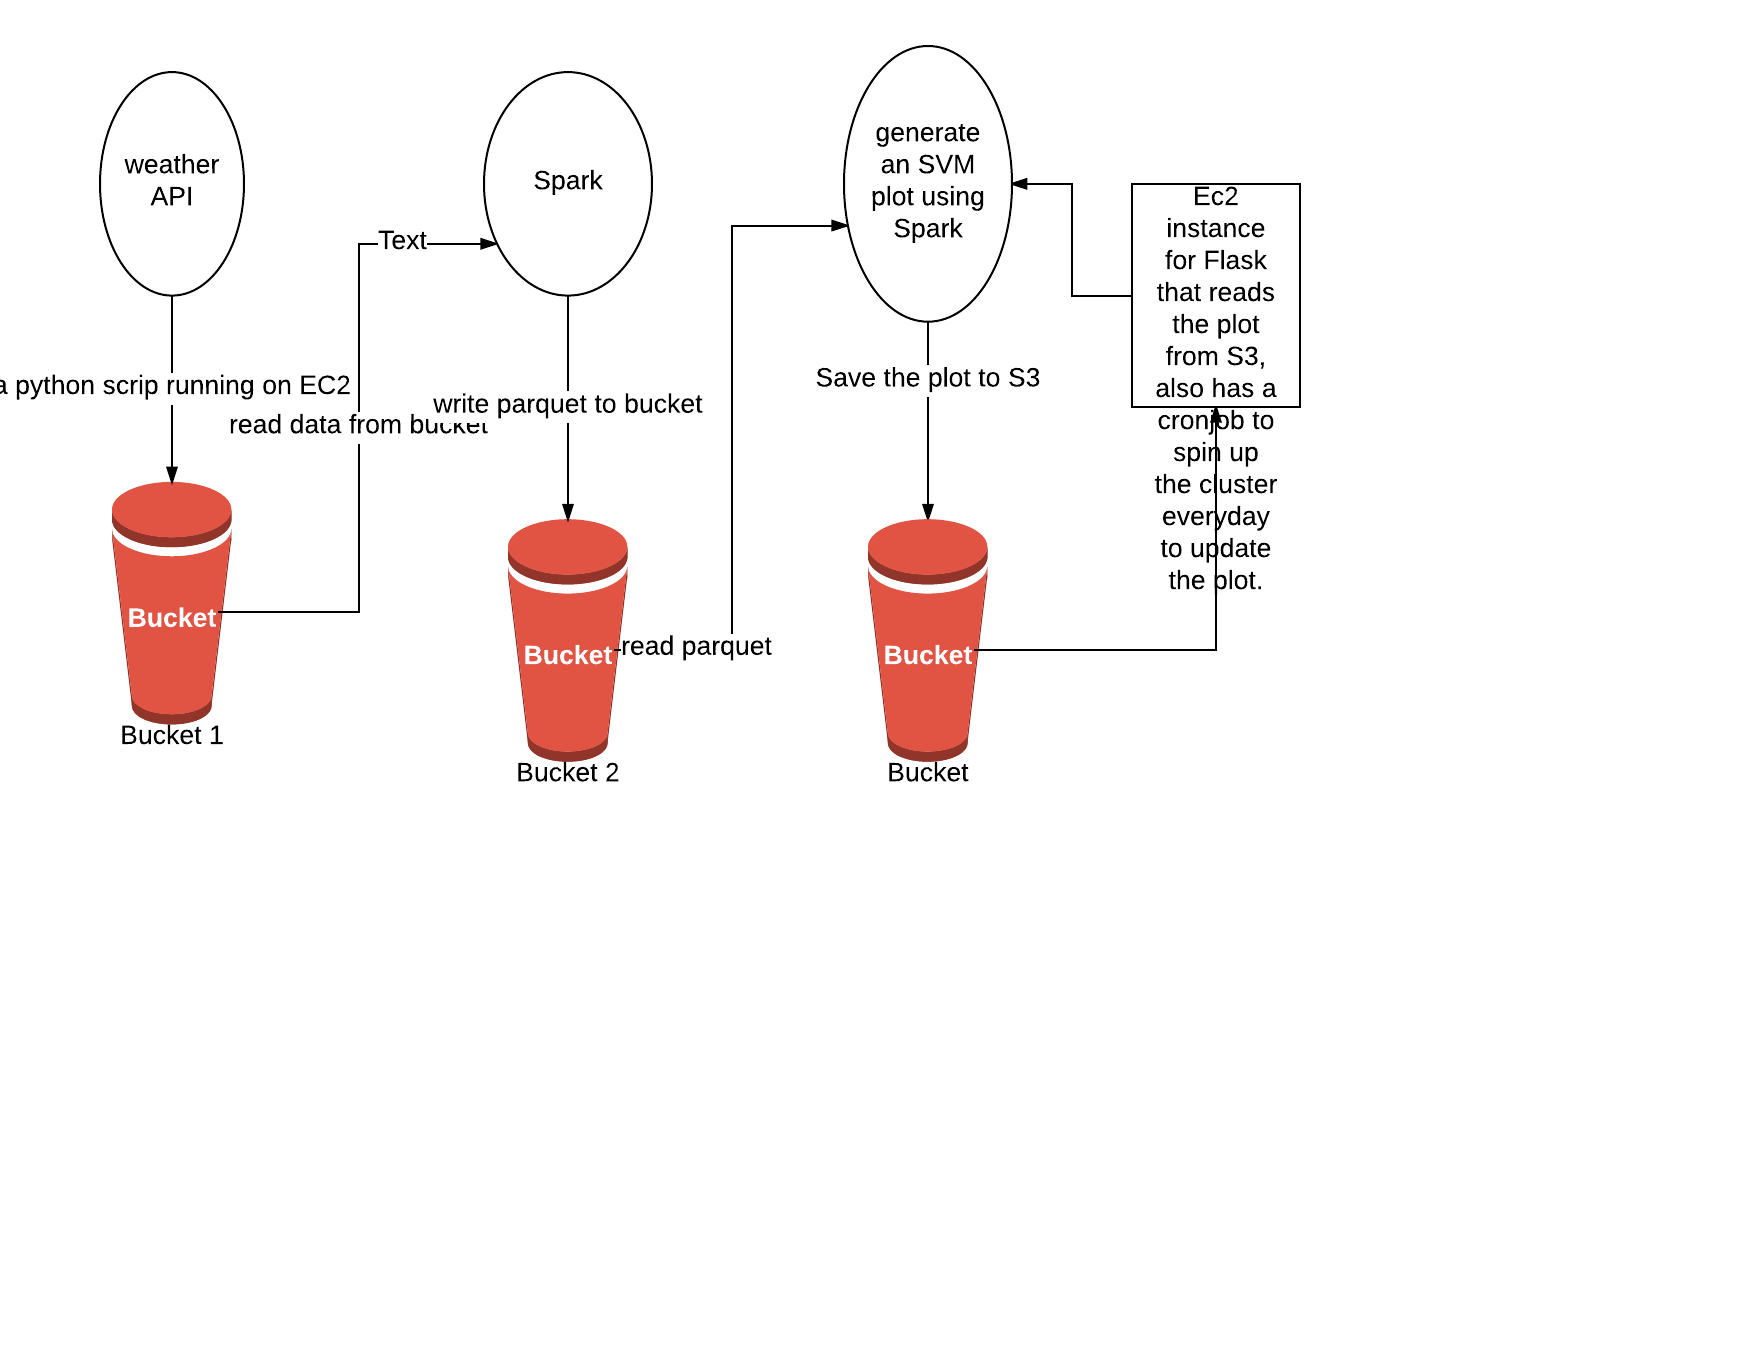 weather
API
a python scrip running on EC2
Bucket
Bucket 1
read data from bucket
Text
Spark
write parquet to bucket
Bucket
Bucket 2
read parquet
generate
an SVM
plot using
Spark
Save the plot to S3
Bucket
Bucket
Ec2
instance
for Flask
that reads
the plot
from S3,
also has a
cronjob to
spin up
the cluster
everyday
to update
the plot.